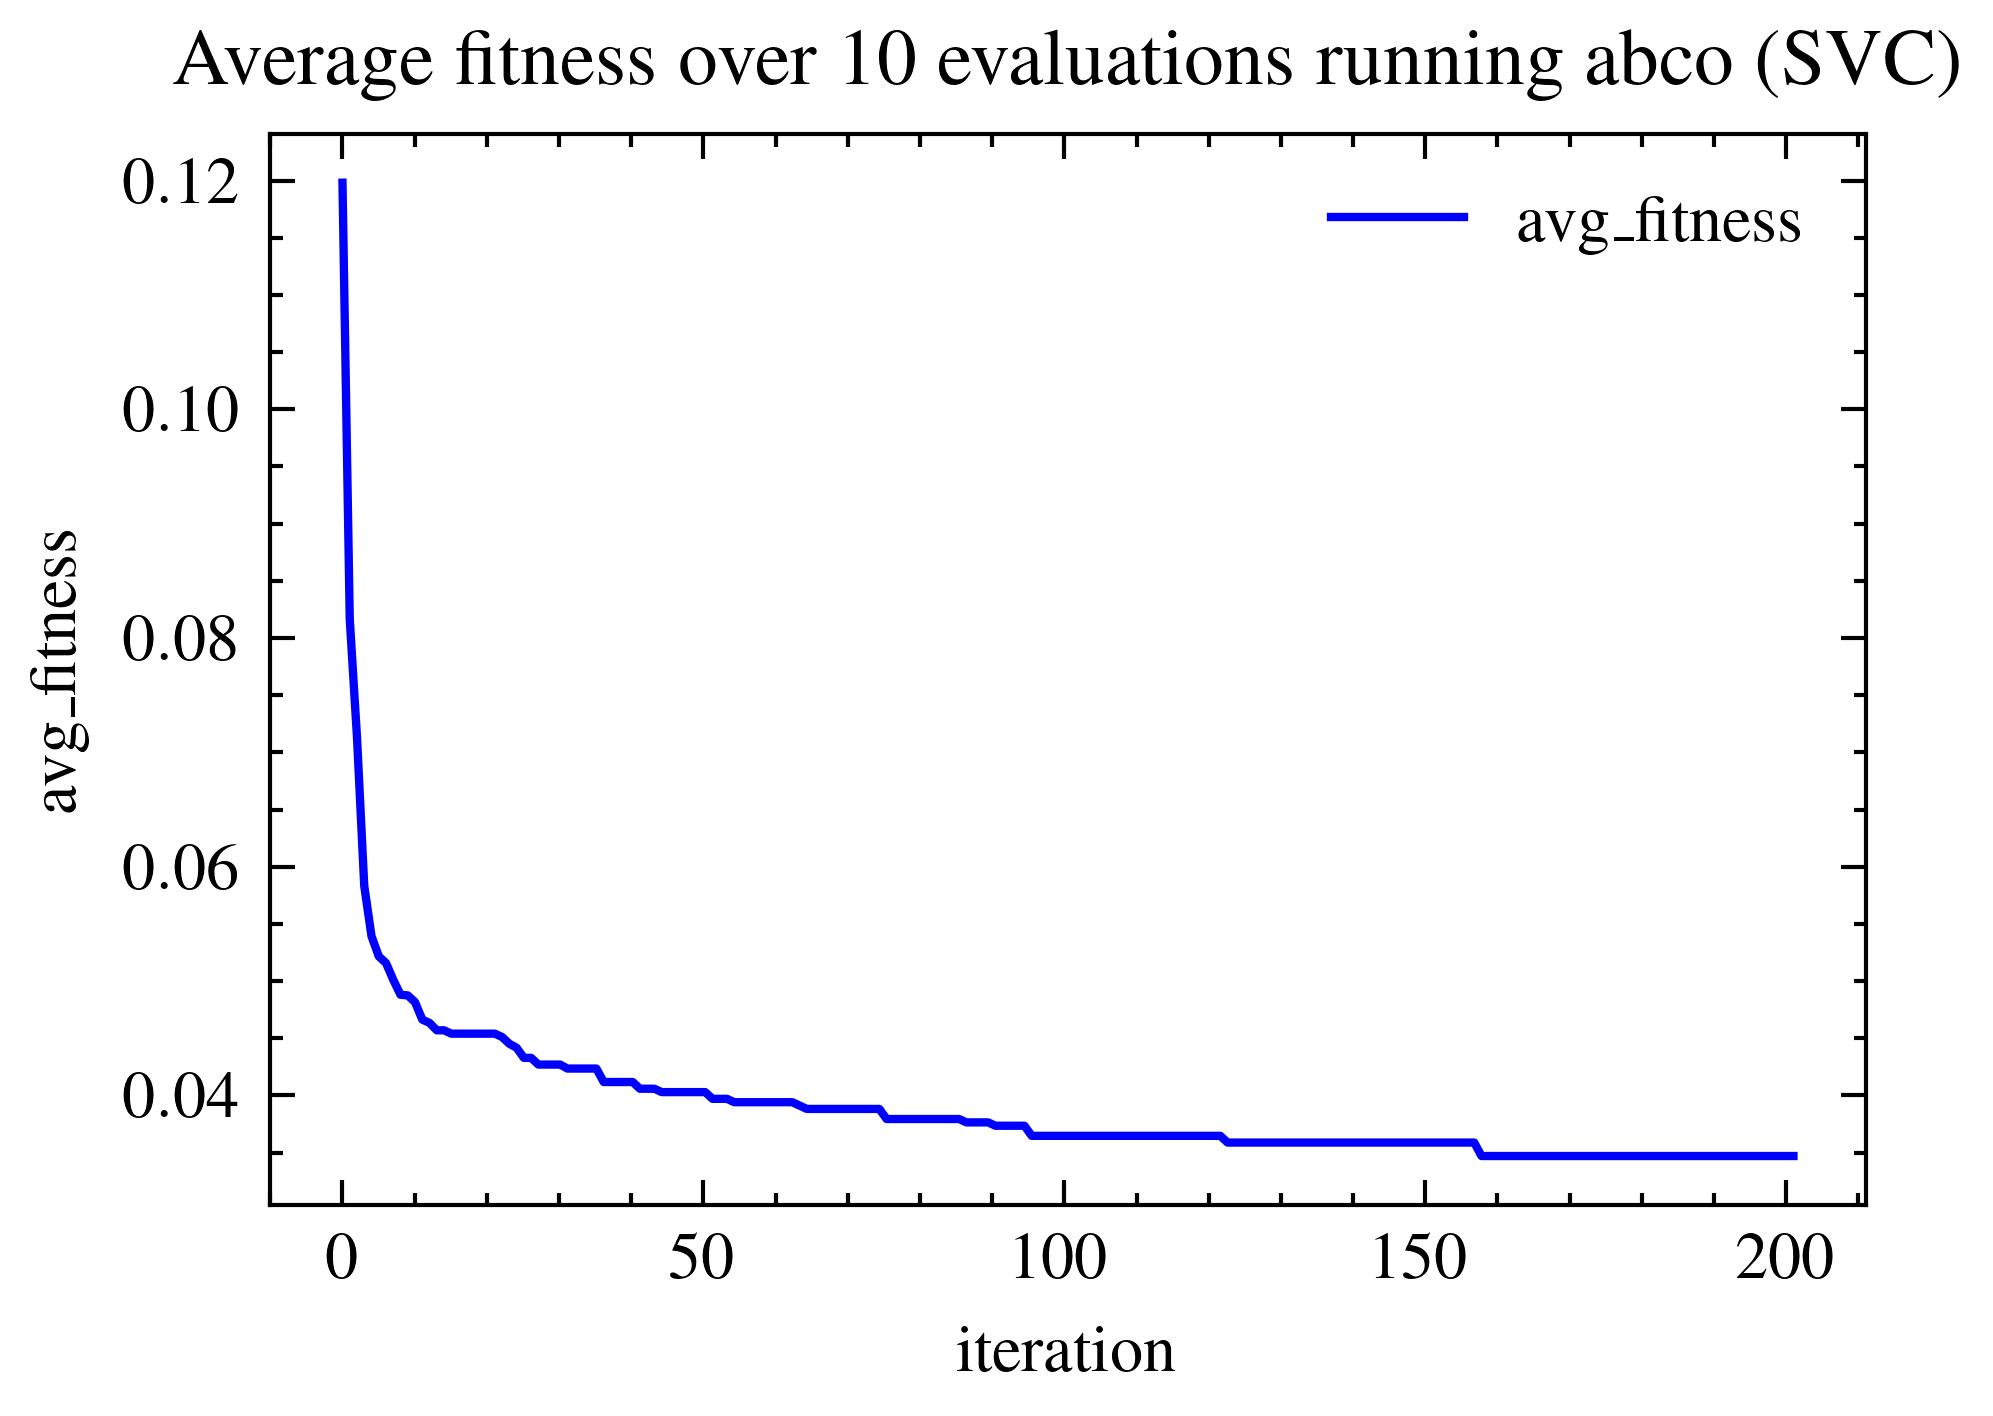 Average fitness over 10 evaluations running abco (SVC)
avg_fitness
0.12
0.10
0.08
0.06
0.04
avg_fitness
0 50 100 150 200
iteration